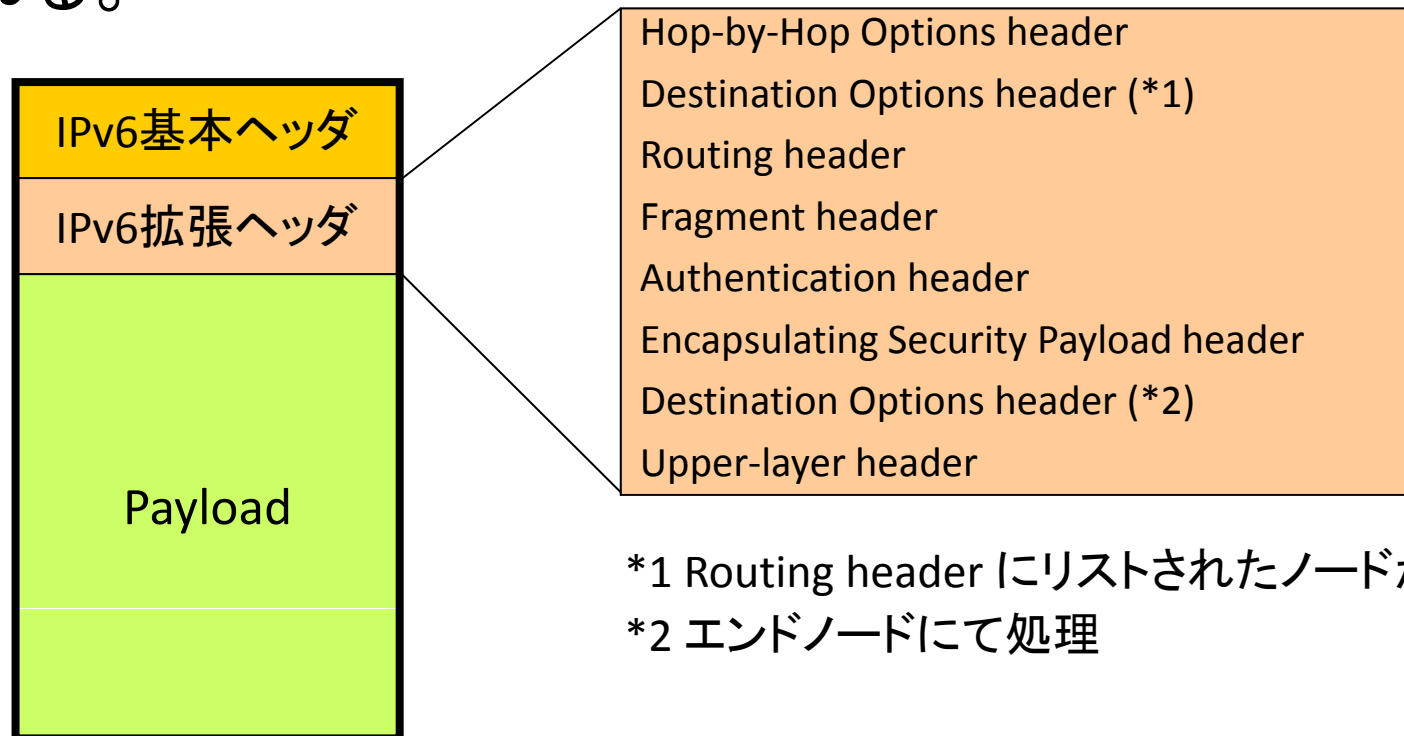 る。
IPv6基本ヘッダ
IPv6拡張ヘッダ
Payload
Hop-by-Hop Options header
Destination Options header (*1)
Routing header
Fragment header
Authentication header
Encapsulating Security Payload header
Destination Options header (*2)
Upper-layer header
*1 Routing header にリストされたノード
*2 エンドノードにて処理